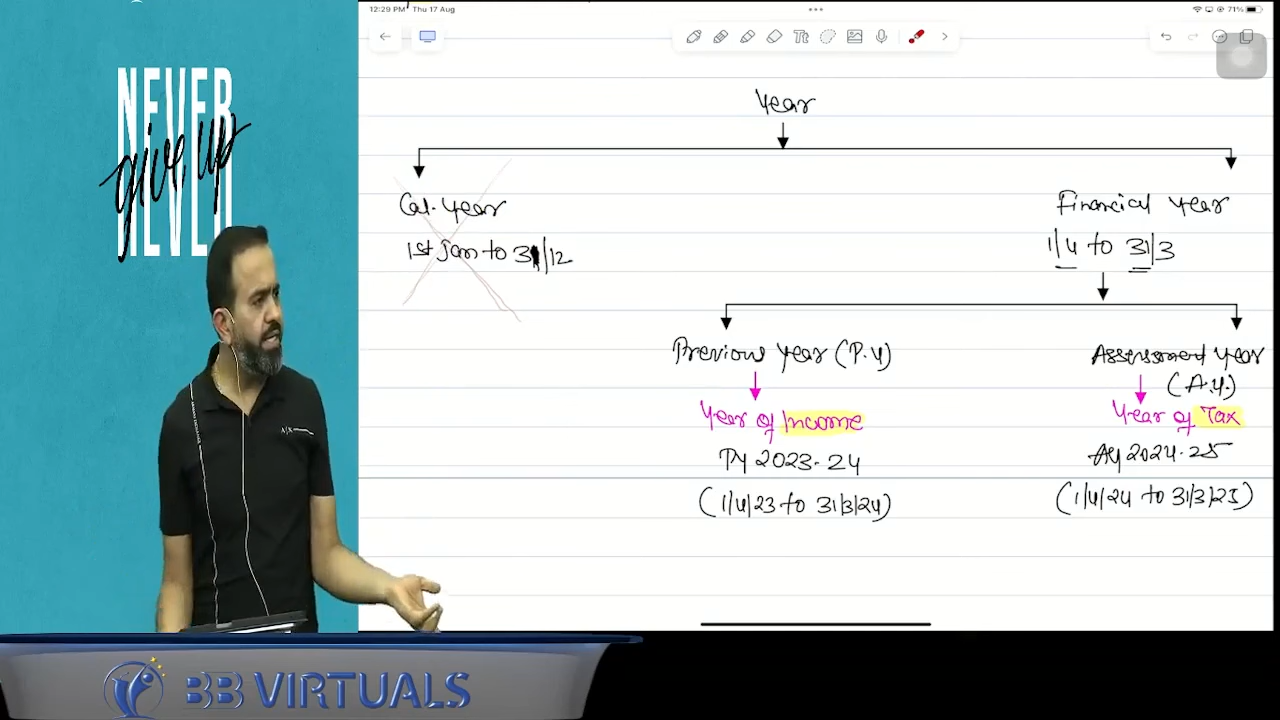 12:29 PM Thu 17 Aug
71%
NEVER
give up
NEVER
Year
Cal. Year
1st Jan to 31/12
Financial Year
1/4 to 31/3
Previous Year (P.Y)
Assessment Year
(A.Y.)
Year of Income
Year of Tax
PY 2023-24
AY 2024-25
(1/4/23 to 31/3/24)
(1/4/24 to 31/3/25)
A|X
BB VIRTUALS